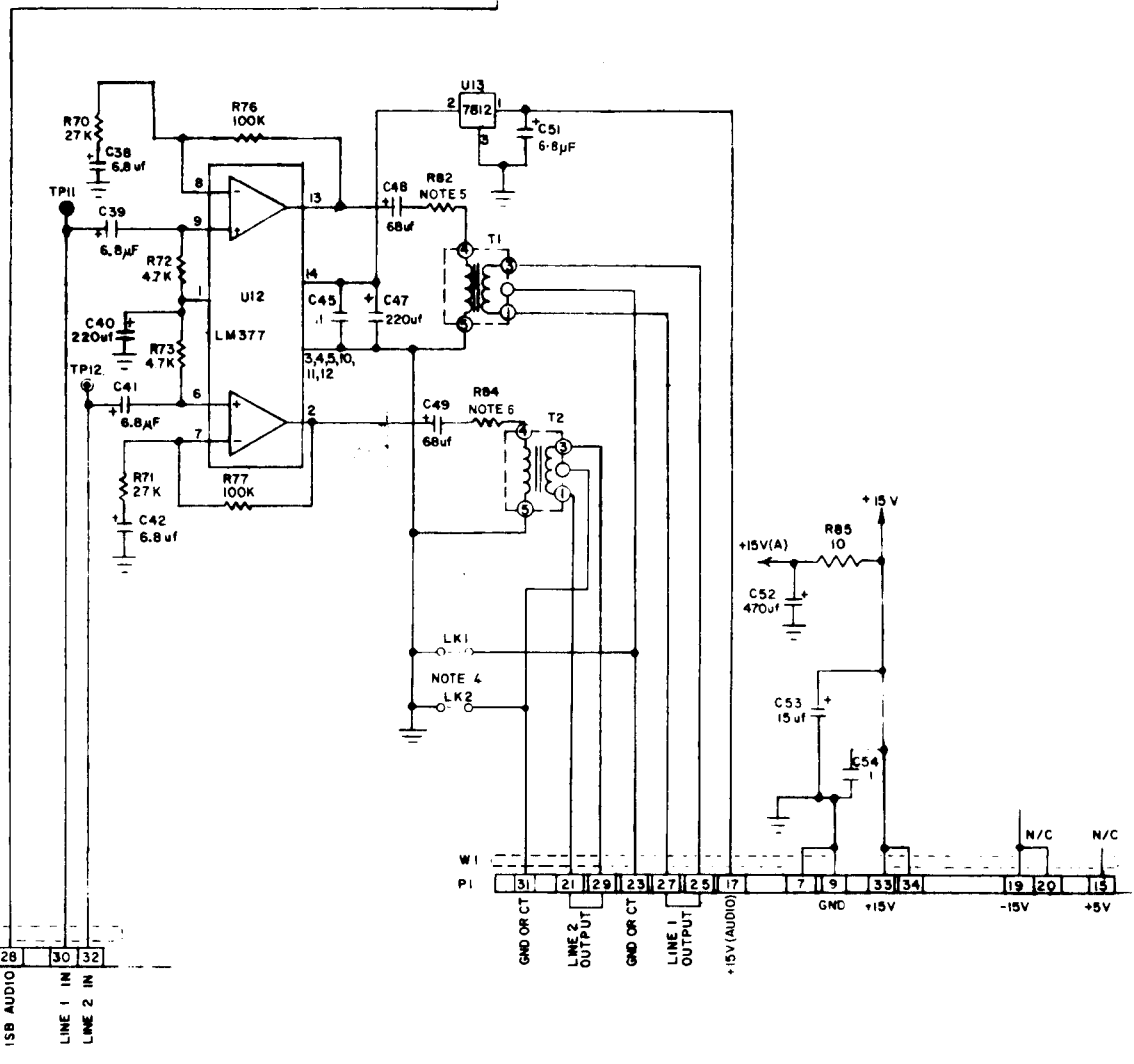 U13
2
7812
1
3
C51
6.8µF
R70
27K
R76
100K
C38
6.8uf
TP11
8
13
C48
68uf
R82
NOTE 5
C39
6.8µF
9
T1
4
3
1
5
R72
4.7K
1
14
U12
LM377
C45
.1
C47
220uf
C40
220uf
R73
4.7K
3,4,5,10,
11,12
TP12
C41
6.8µF
6
2
7
C49
68uf
R84
NOTE 6
T2
4
3
1
5
R71
27K
R77
100K
C42
6.8uf
+15V
R85
10
+15V(A)
C52
470uf
LK1
NOTE 4
LK2
C53
15uf
C54
.1
N/C
N/C
W1
P1
31
21
29
23
27
25
17
7
9
33
34
19
20
15
GND OR CT
LINE 2
OUTPUT
GND OR CT
LINE 1
OUTPUT
+15V(AUDIO)
GND
+15V
-15V
+5V
28
30
32
ISB AUDIO
LINE 1 IN
LINE 2 IN